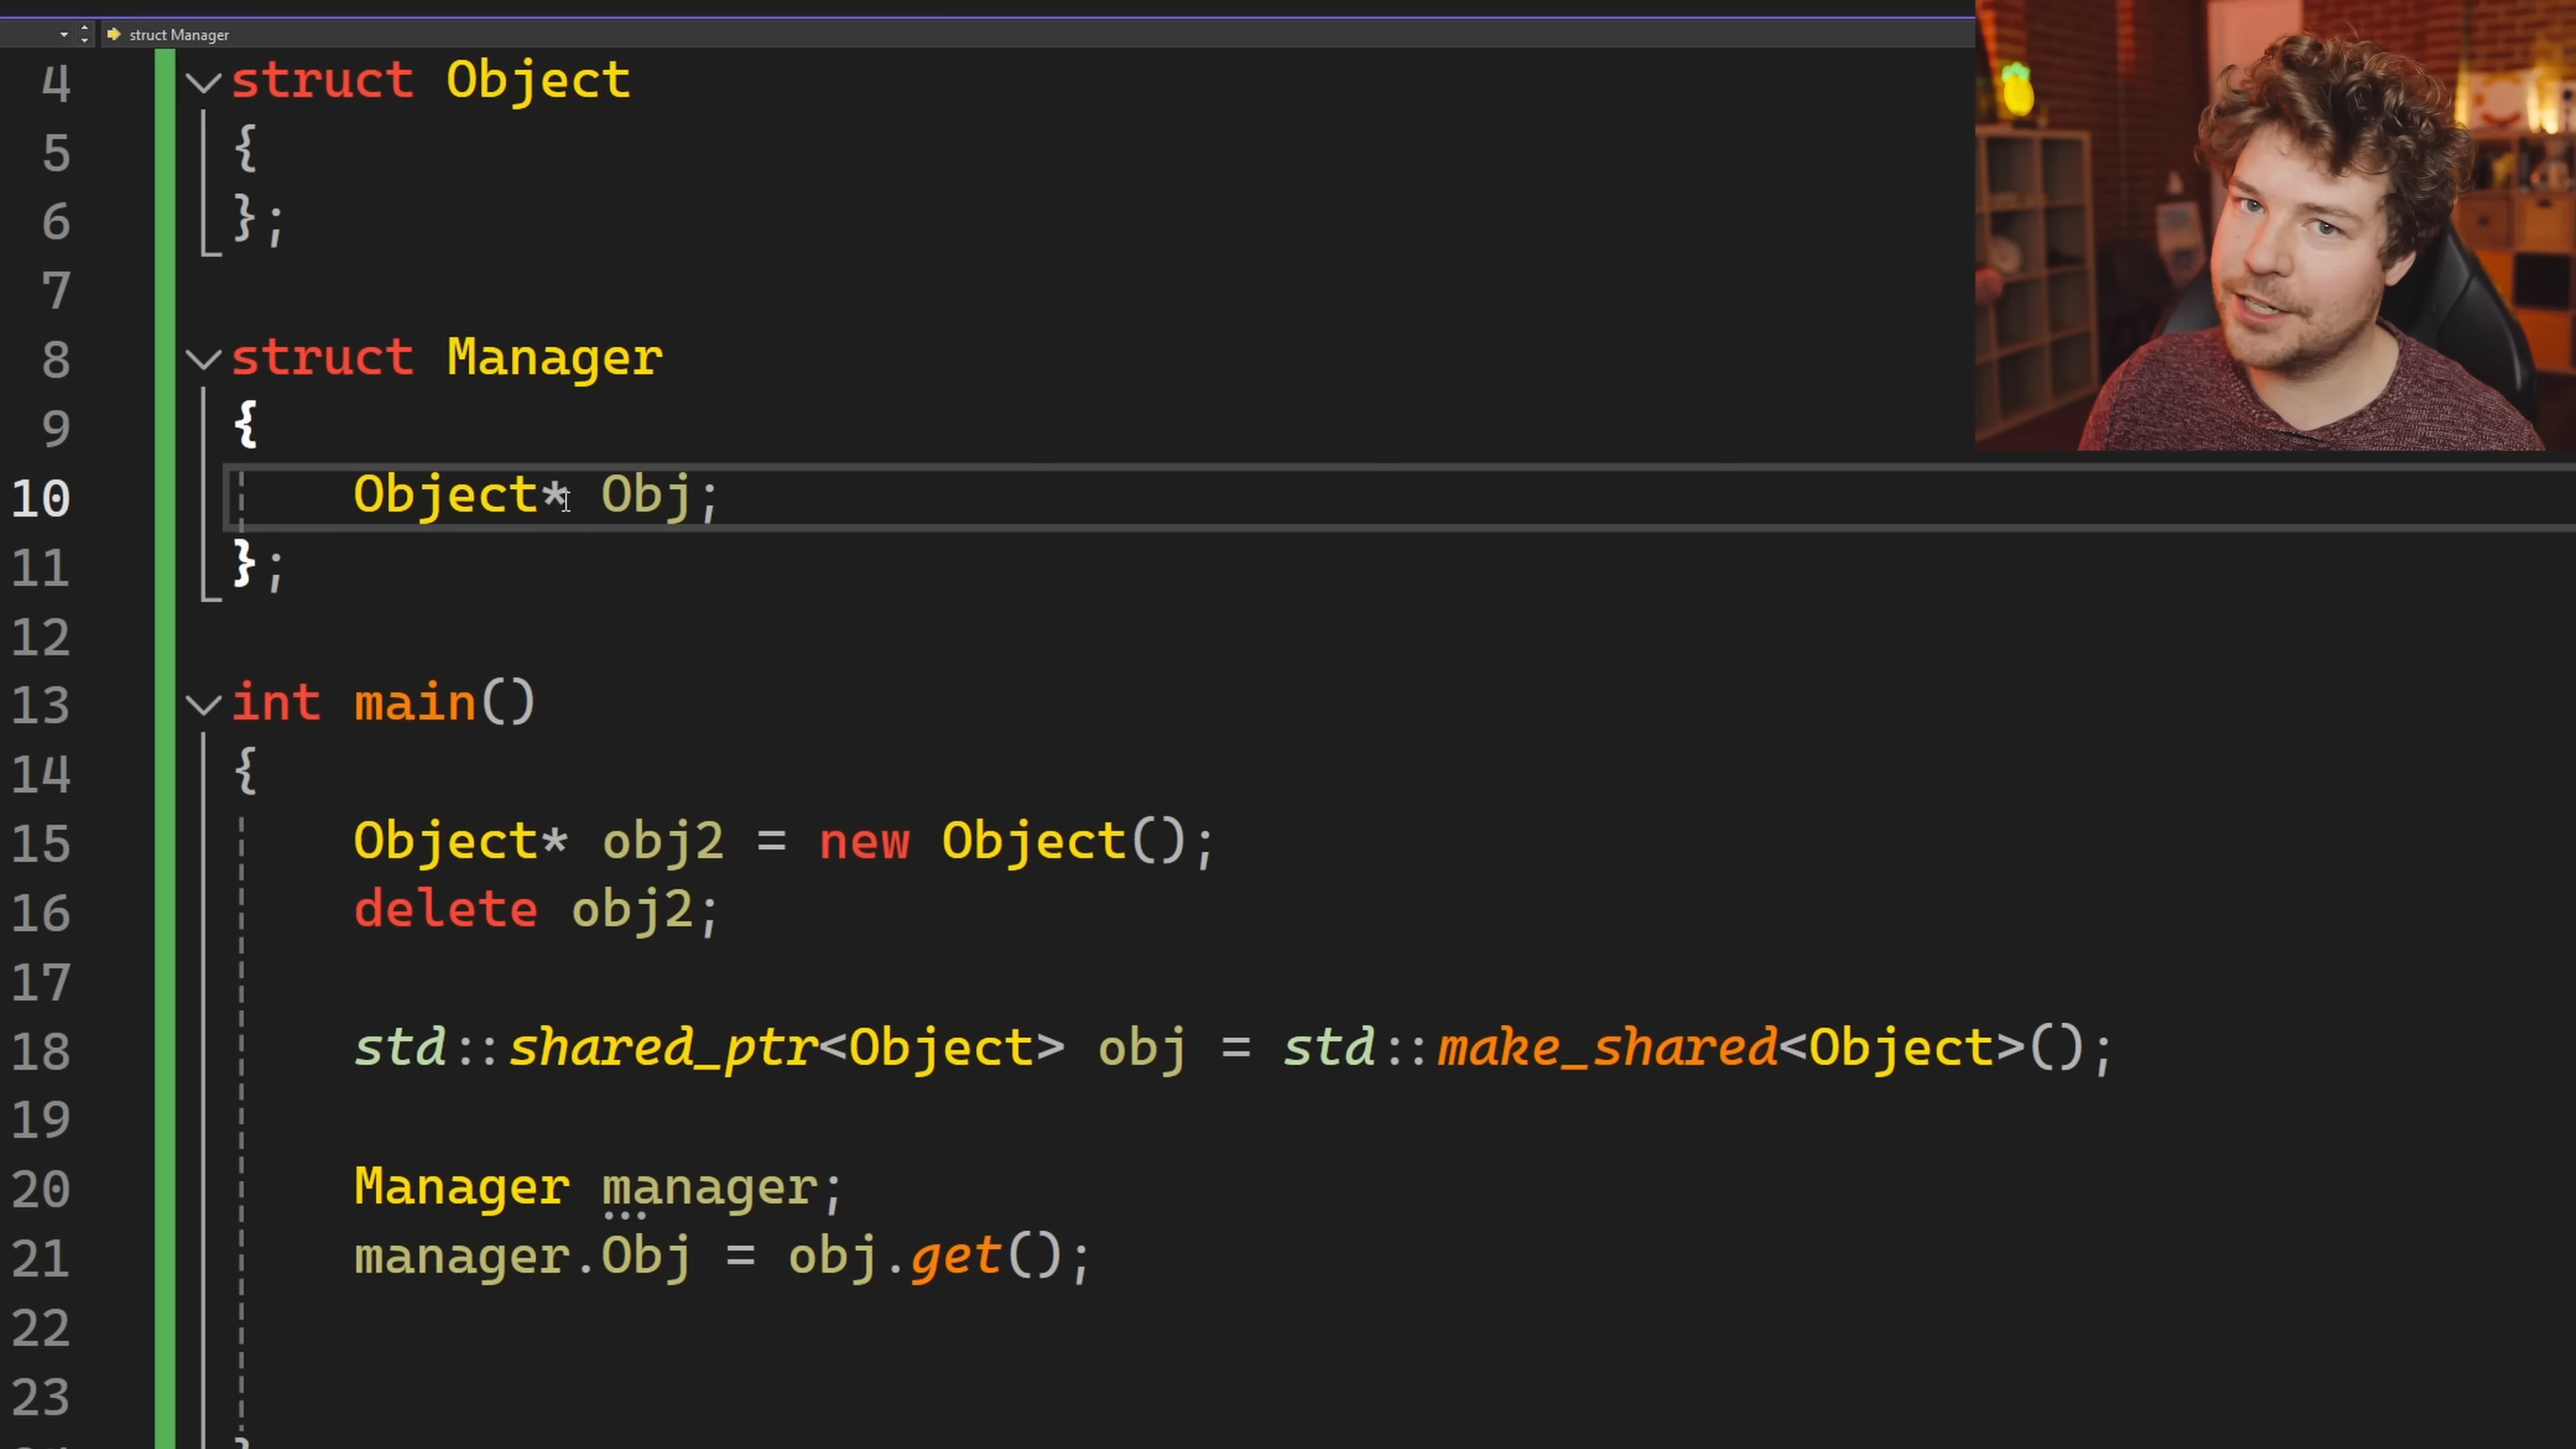 struct Manager
4 struct Object
5 {
6 };
7
8 struct Manager
9 {
10 Object* Obj;
11 };
12
13 int main()
14 {
15 Object* obj2 = new Object();
16 delete obj2;
17
18 std::shared_ptr<Object> obj = std::make_shared<Object>();
19
20 Manager manager;
21 manager.Obj = obj.get();
22
23